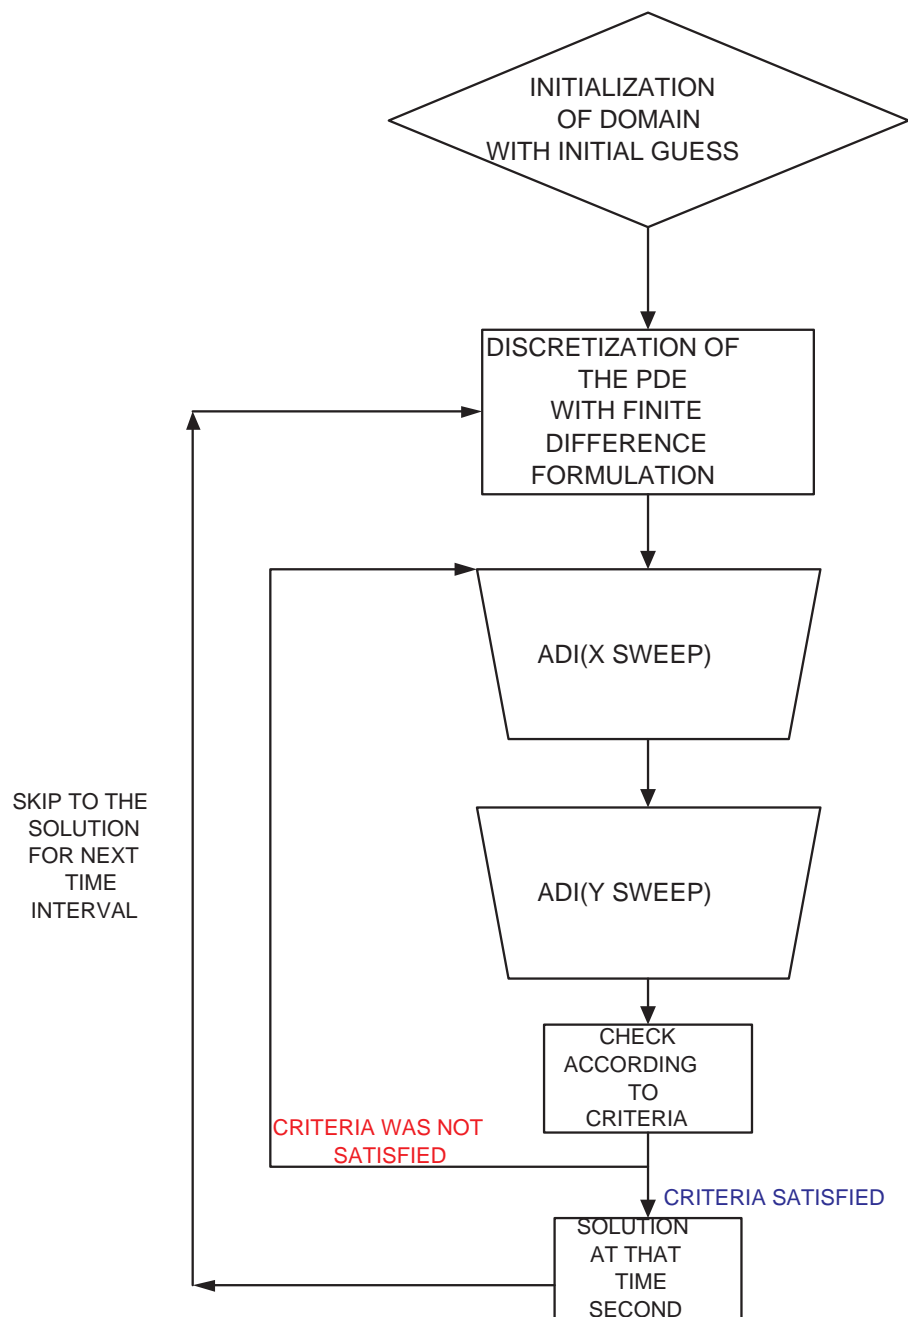 INITIALIZATION
OF DOMAIN
WITH INITIAL GUESS
DISCRETIZATION OF
THE PDE
WITH FINITE
DIFFERENCE
FORMULATION
ADI(X SWEEP)
SKIP TO THE
SOLUTION
FOR NEXT
TIME
INTERVAL
ADI(Y SWEEP)
CHECK
ACCORDING
TO
CRITERIA
CRITERIA WAS NOT
SATISFIED
CRITERIA SATISFIED
SOLUTION
AT THAT
TIME
SECOND